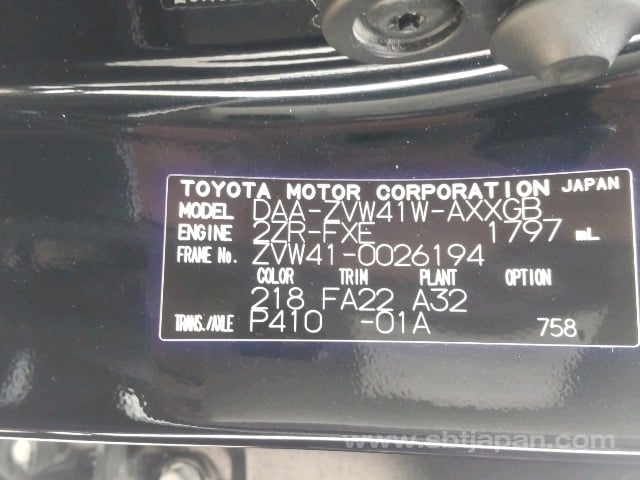 TOYOTA MOTOR CORPORATION JAPAN
MODEL DAA-ZVW41W-AXXGB
ENGINE 2ZR-FXE 1797 mL
FRAME No. ZVW41-0026194
COLOR TRIM PLANT OPTION
218 FA22 A32
TRANS./AXLE P410 -01A 758
www.sbtjapan.com